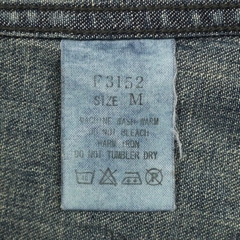 F3152
SIZE M
MACHINE WASH WARM
DO NOT BLEACH
WARM IRON
DO NOT TUMBLER DRY